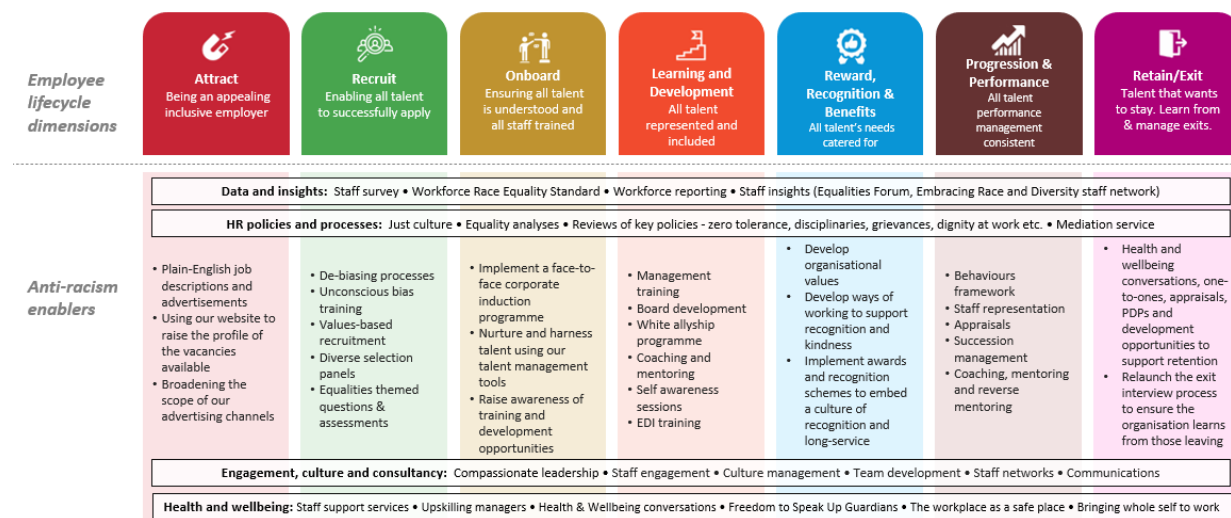 Employee
lifecycle
dimensions
Attract
Being an appealing
inclusive employer
Recruit
Enabling all talent
to successfully apply
Onboard
Ensuring all talent
is understood and
all staff trained
Learning and
Development
All talent
represented and
included
Reward,
Recognition &
Benefits
All talent's needs
catered for
Progression &
Performance
All talent
performance
management
consistent
Retain/Exit
Talent that wants
to stay. Learn from
& manage exits.
Anti-racism
enablers
Data and insights: Staff survey • Workforce Race Equality Standard • Workforce reporting • Staff insights (Equalities Forum, Embracing Race and Diversity staff network)
HR policies and processes: Just culture • Equality analyses • Reviews of key policies - zero tolerance, disciplinaries, grievances, dignity at work etc. • Mediation service
• Plain-English job
descriptions and
advertisements
• Using our website to
raise the profile of
the vacancies
available
• Broadening the
scope of our
advertising channels
• De-biasing processes
• Unconscious bias
training
• Values-based
recruitment
• Diverse selection
panels
• Equalities themed
questions &
assessments
• Implement a face-to-
face corporate
induction
programme
• Nurture and harness
talent using our
talent management
tools
• Raise awareness of
training and
development
opportunities
• Management
training
• Board development
• White allyship
programme
• Coaching and
mentoring
• Self awareness
sessions
• EDI training
• Develop
organisational
values
• Develop ways of
working to support
recognition and
kindness
• Implement awards
and recognition
schemes to embed
a culture of
recognition and
long-service
• Behaviours
framework
• Staff representation
• Appraisals
• Succession
management
• Coaching, mentoring
and reverse
mentoring
• Health and
wellbeing
conversations, one-
to-ones, appraisals,
PDPs and
development
opportunities to
support retention
• Relaunch the exit
interview process
to ensure the
organisation learns
from those leaving
Engagement, culture and consultancy: Compassionate leadership • Staff engagement • Culture management • Team development • Staff networks • Communications
Health and wellbeing: Staff support services • Upskilling managers • Health & Wellbeing conversations • Freedom to Speak Up Guardians • The workplace as a safe place • Bringing whole self to work